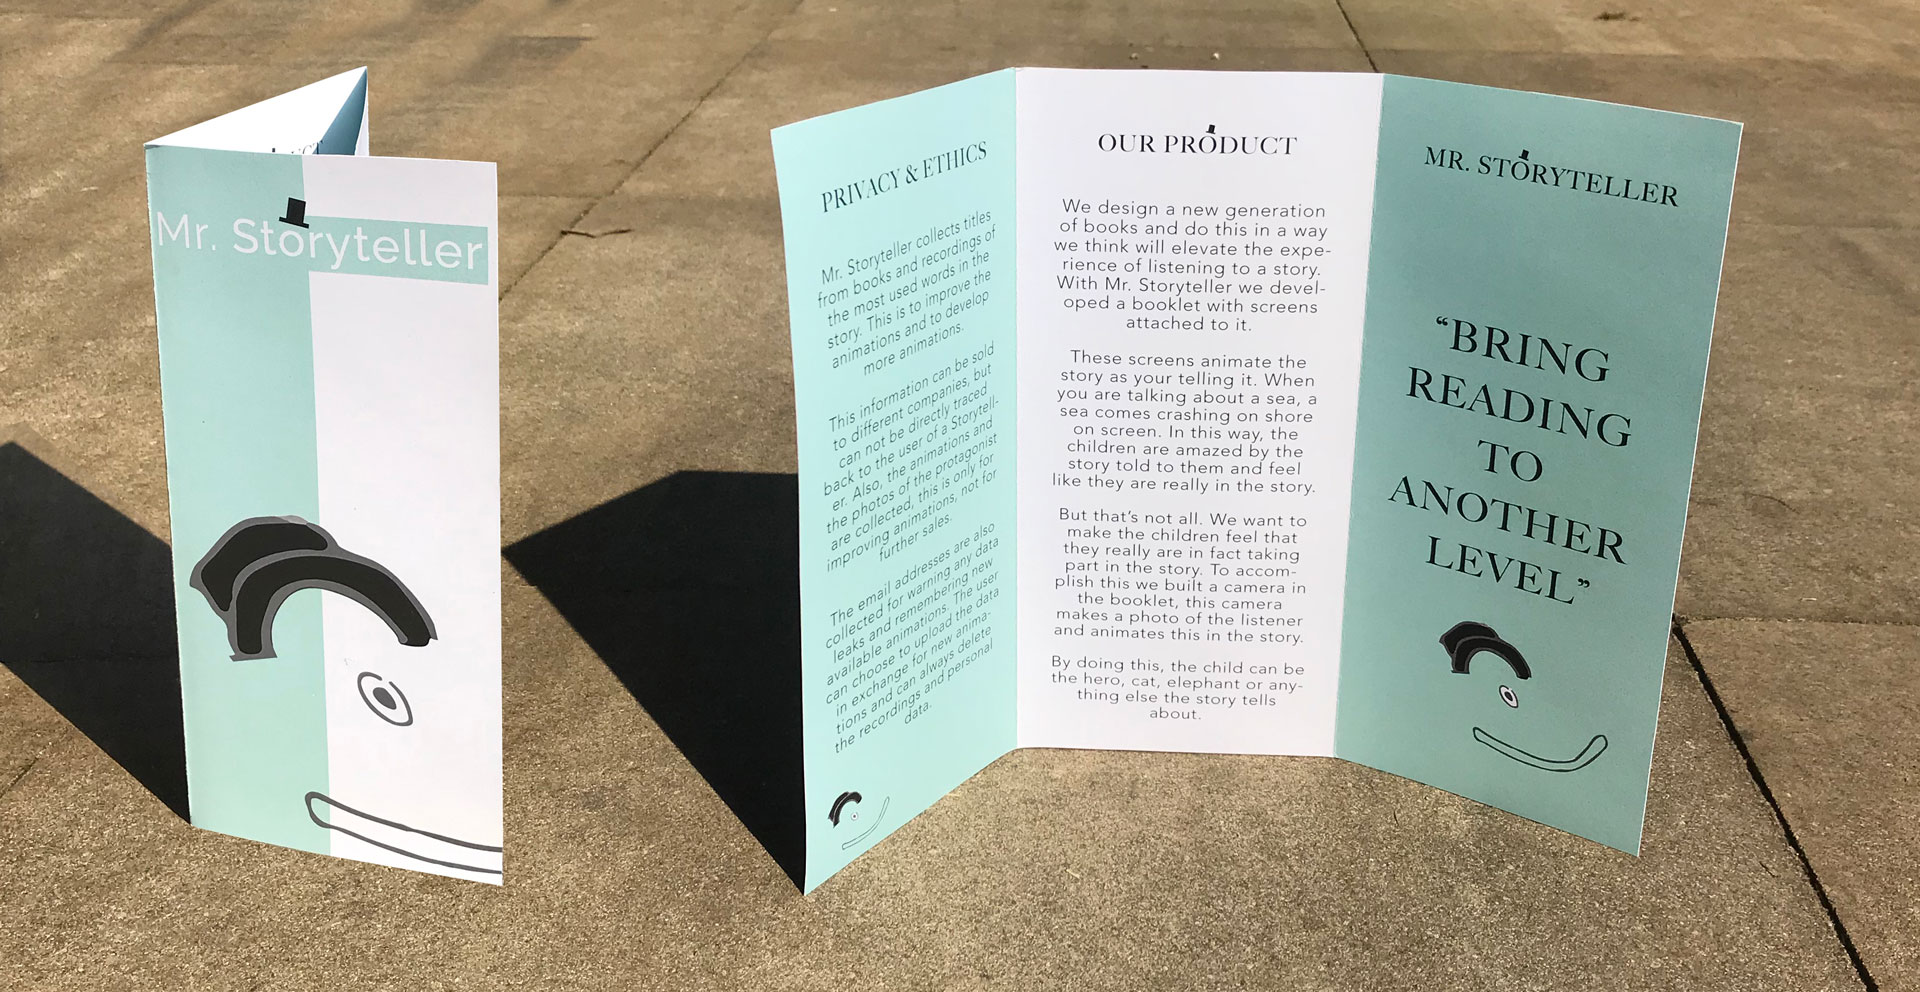 Mr. Storyteller
PRIVACY & ETHICS
Mr. Storyteller collects titles
from books and recordings of
the most used words in the
story. This is to improve the
animations and to develop
more animations.
This information can be sold
to different companies, but
can not be directly traced
back to the user of a Storytell-
er. Also, the animations and
the photos of the protagonist
are collected, this is only for
improving animations, not for
further sales.
The email addresses are also
collected for warning any data
leaks and remembering new
available animations. The user
can choose to upload the data
in exchange for new anima-
tions and can always delete
the recordings and personal
data.
OUR PRODUCT
We design a new generation
of books and do this in a way
we think will elevate the expe-
rience of listening to a story.
With Mr. Storyteller we devel-
oped a booklet with screens
attached to it.
These screens animate the
story as your telling it. When
you are talking about a sea, a
sea comes crashing on shore
on screen. In this way, the
children are amazed by the
story told to them and feel
like they are really in the story.
But that's not all. We want to
make the children feel that
they really are in fact taking
part in the story. To accom-
plish this we built a camera in
the booklet, this camera
makes a photo of the listener
and animates this in the story.
By doing this, the child can be
the hero, cat, elephant or any-
thing else the story tells
about.
MR. STORYTELLER
“BRING
READING
TO
ANOTHER
LEVEL”